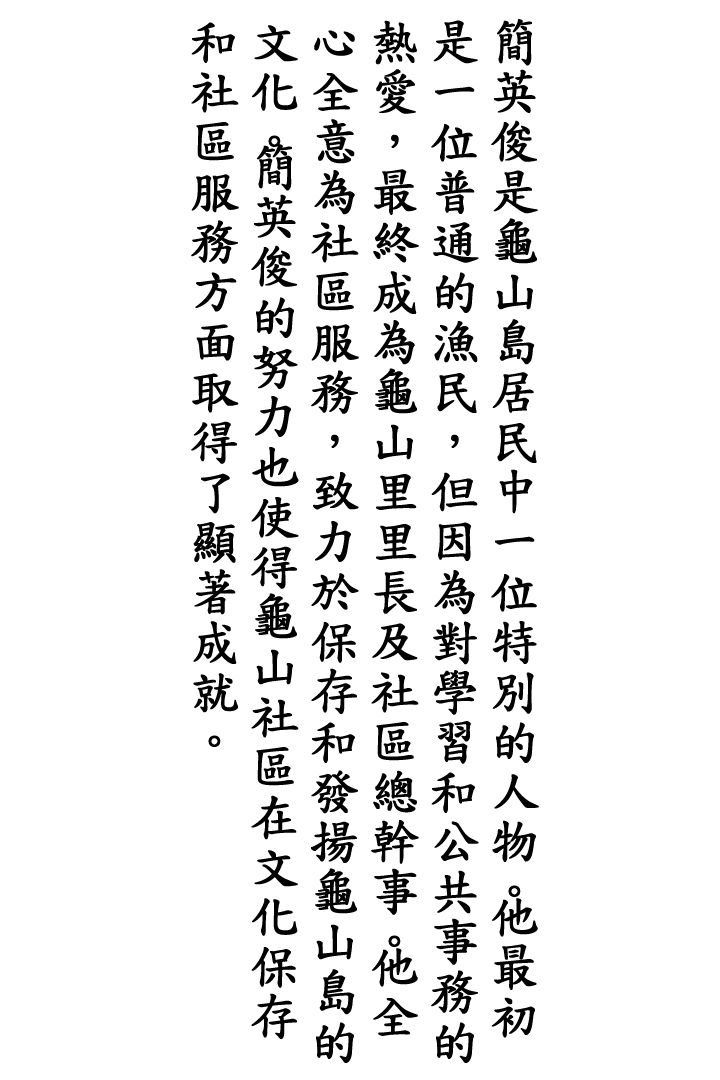 簡英俊是龜山島居民中一位特別的人物。他最初
是一位普通的漁民，但因為對學習和公共事務的
熱愛，最終成為龜山里里長及社區總幹事。他全
心全意為社區服務，致力於保存和發揚龜山島的
文化。簡英俊的努力也使得龜山社區在文化保存
和社區服務方面取得了顯著成就。